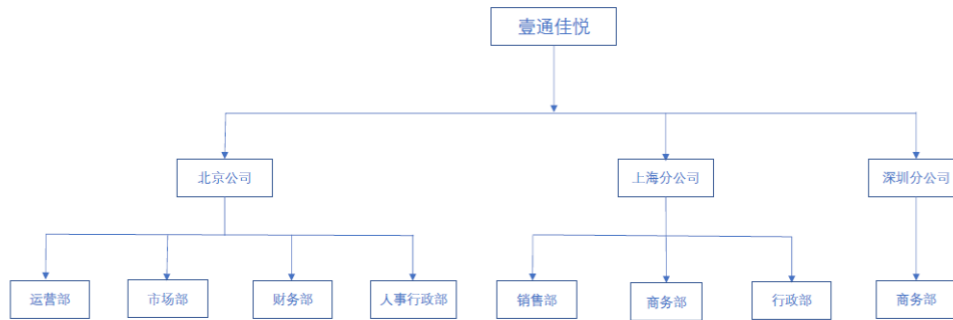 壹通佳悦
北京公司
上海分公司
深圳分公司
运营部
市场部
财务部
人事行政部
销售部
商务部
行政部
商务部